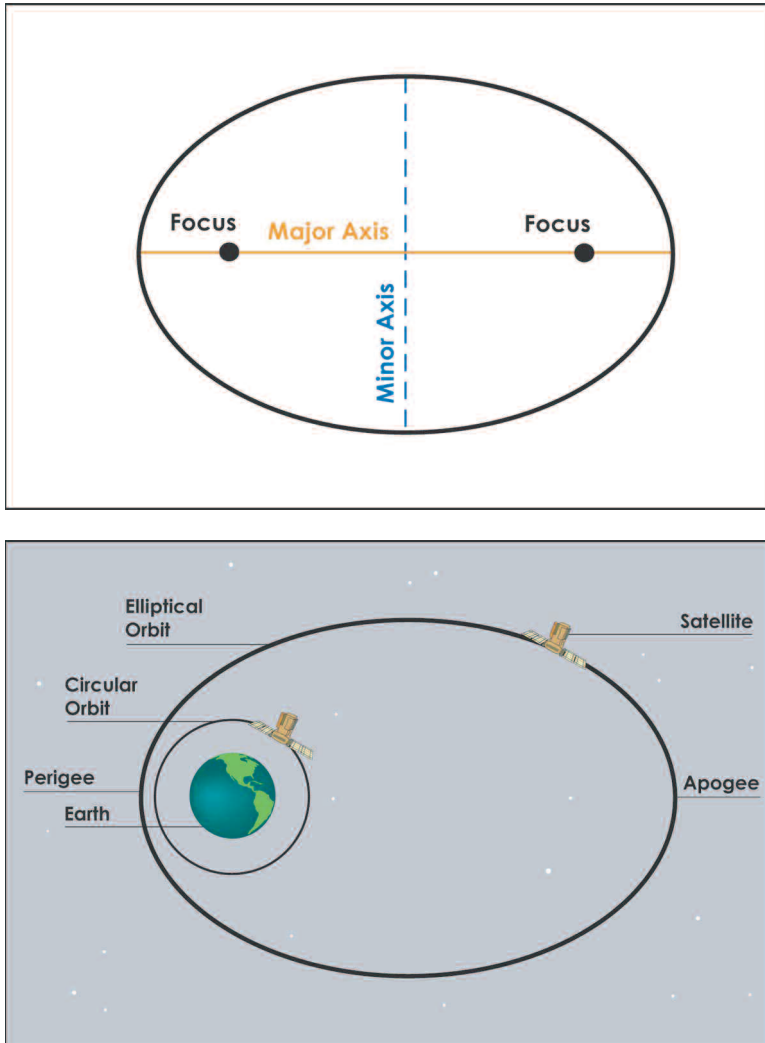 Focus
Focus
Major Axis
Minor Axis
Elliptical
Orbit
Satellite
Circular
Orbit
Perigee
Apogee
Earth